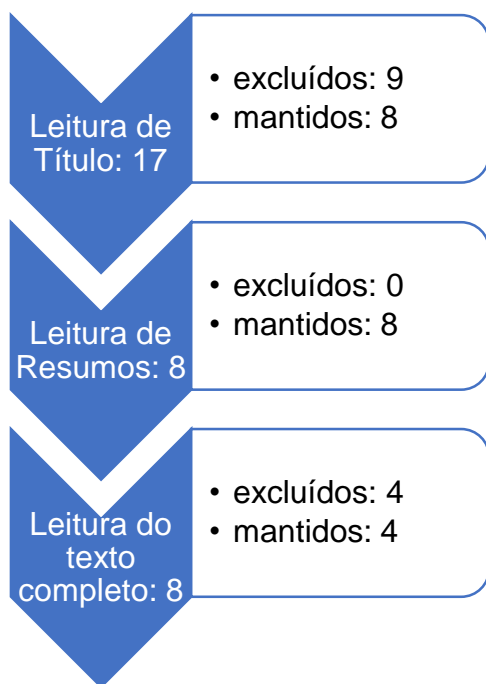 Leitura de
Título: 17
• excluídos: 9
• mantidos: 8
Leitura de
Resumos: 8
• excluídos: 0
• mantidos: 8
Leitura do
texto
completo: 8
• excluídos: 4
• mantidos: 4